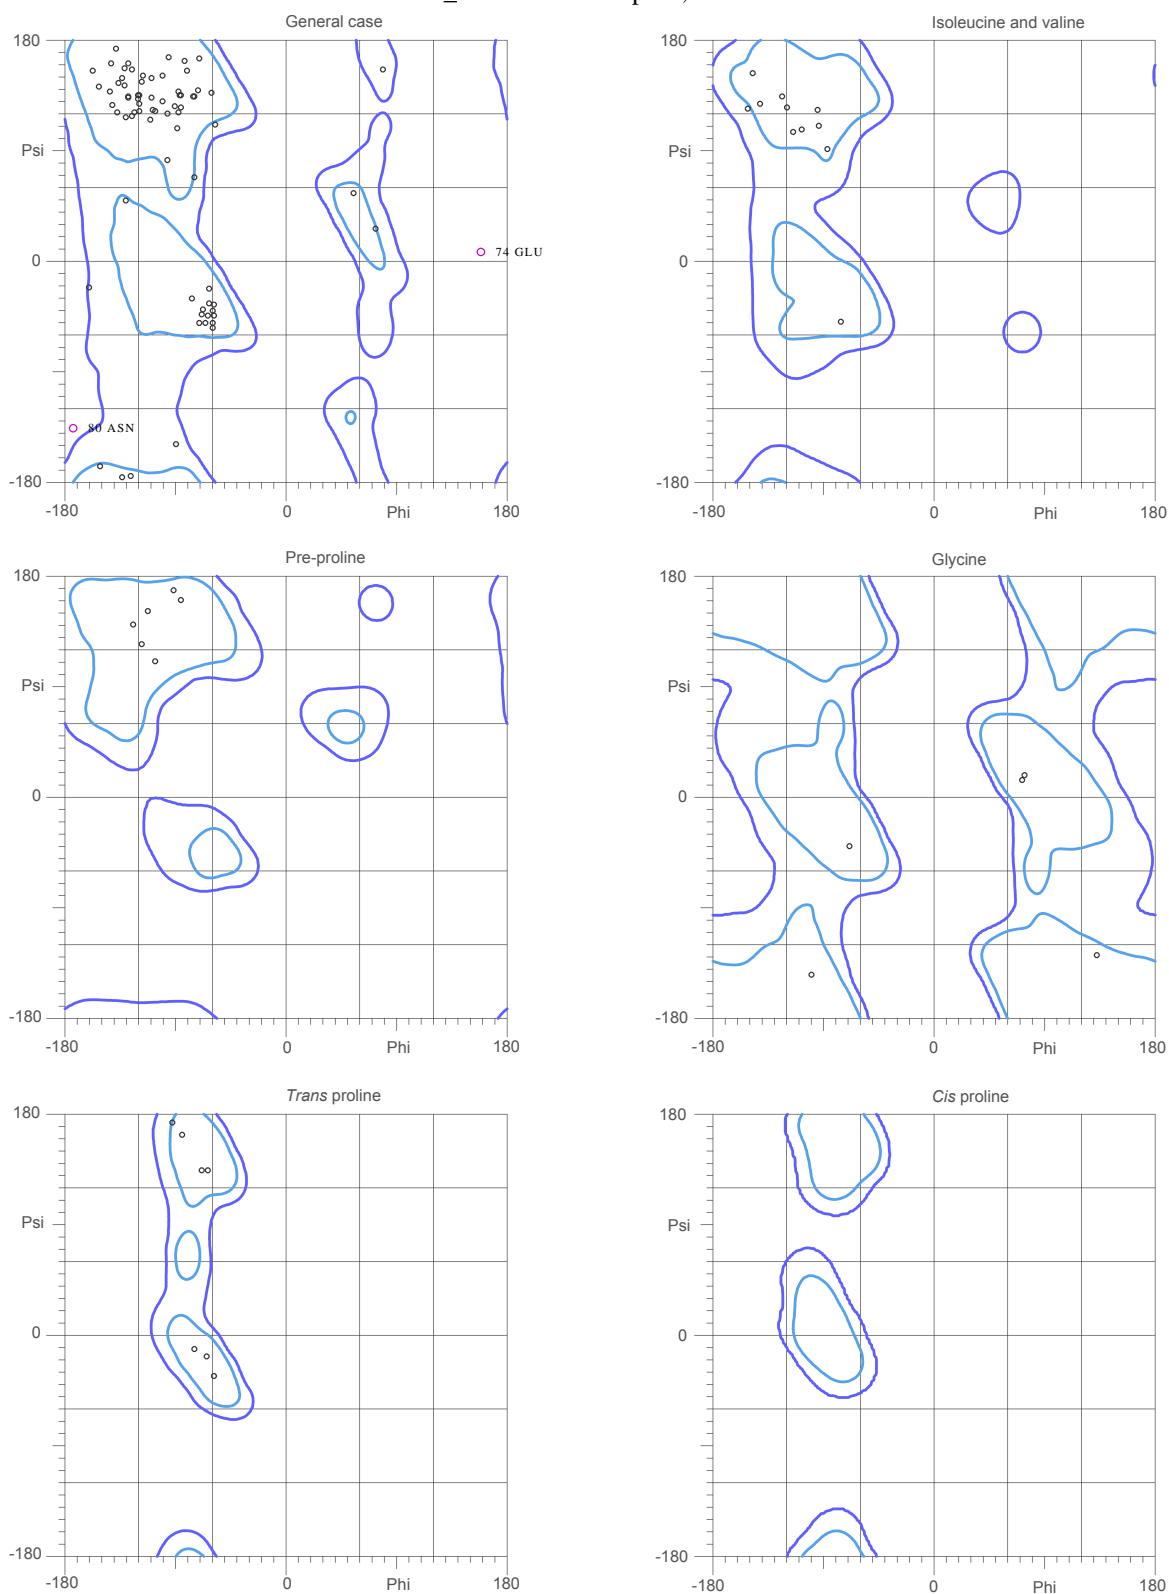 General case
Isoleucine and valine
180
180
Psi
Psi
74 GLU
0
0
80 ASN
-180
-180
-180
0
Phi
180
-180
0
Phi
180
Pre-proline
Glycine
180
180
Psi
Psi
0
0
-180
-180
-180
0
Phi
180
-180
0
Phi
180
Trans proline
Cis proline
180
180
Psi
Psi
0
0
-180
-180
-180
0
Phi
180
-180
0
Phi
180